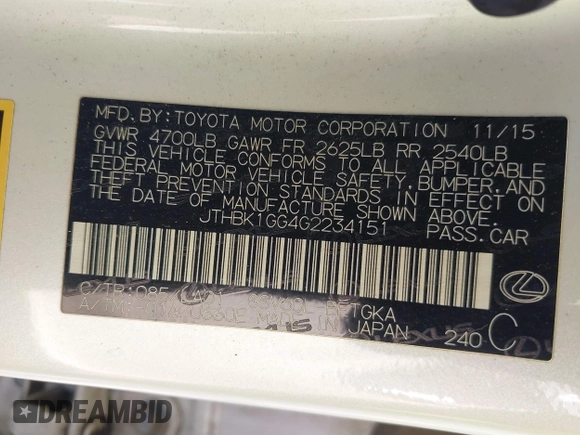 MFD. BY: TOYOTA MOTOR CORPORATION 11/15
GVWR 4700LB GAWR FR 2625LB RR 2540LB
THIS VEHICLE CONFORMS TO ALL APPLICABLE
FEDERAL MOTOR VEHICLE SAFETY, BUMPER, AND
THEFT PREVENTION STANDARDS IN EFFECT ON
THE DATE OF MANUFACTURE SHOWN ABOVE.
JTHBK1GG4G2234151 PASS. CAR
C/TR: 085
MADE IN JAPAN 240 C
DREAMBID